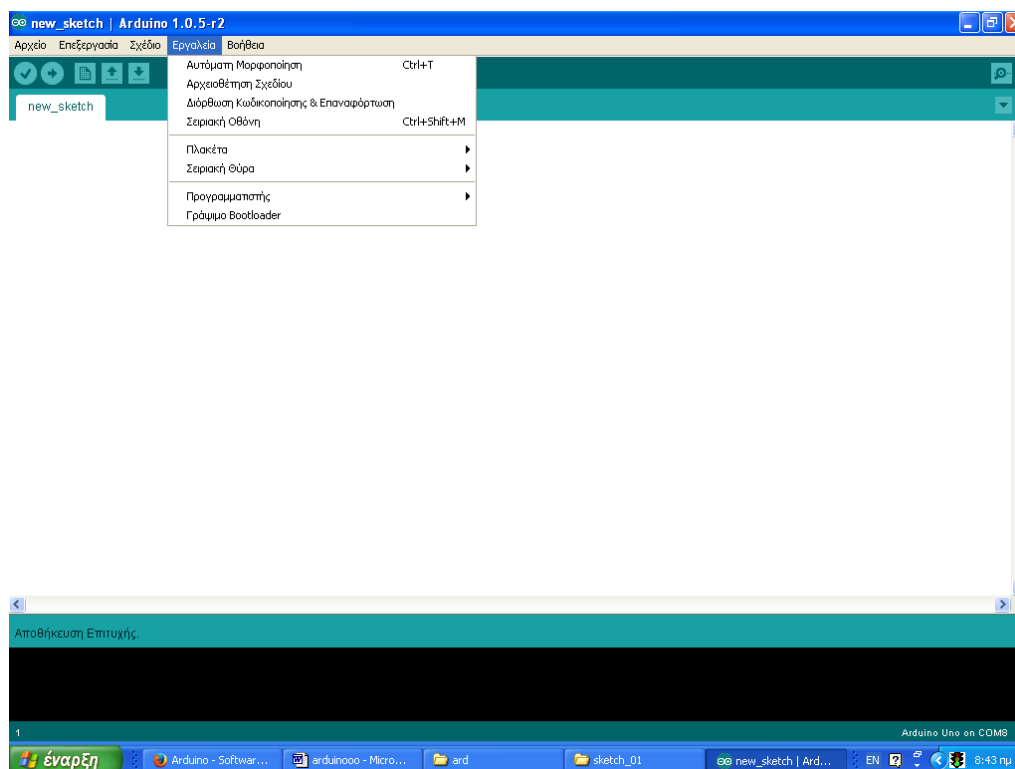 new_sketch | Arduino 1.0.5-r2
Αρχείο Επεξεργασία Σχέδιο Εργαλεία Βοήθεια
new_sketch
Αυτόματη Μορφοποίηση Ctrl+T
Αρχειοθέτηση Σχεδίου
Διόρθωση Κωδικοποίησης & Επαναφόρτωση
Σειριακή Οθόνη Ctrl+Shift+M
Πλακέτα
Σειριακή Θύρα
Προγραμματιστής
Γράψιμο Bootloader
Αποθήκευση Επιτυχής.
1 Arduino Uno on COM8
έναρξη Arduino - Softwar... arduinooo - Micro... ard sketch_01 new_sketch | Ard... EN 8:43 πμ